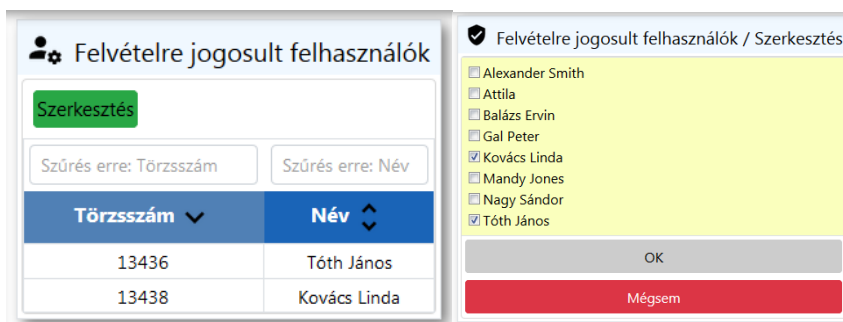 Felvételre jogosult felhasználók
Szerkesztés
Szűrés erre: Törzsszám
Szűrés erre: Név
Törzsszám
Név
13436
Tóth János
13438
Kovács Linda
Felvételre jogosult felhasználók / Szerkesztés
Alexander Smith
Attila
Balázs Ervin
Gal Peter
Kovács Linda
Mandy Jones
Nagy Sándor
Tóth János
OK
Mégsem